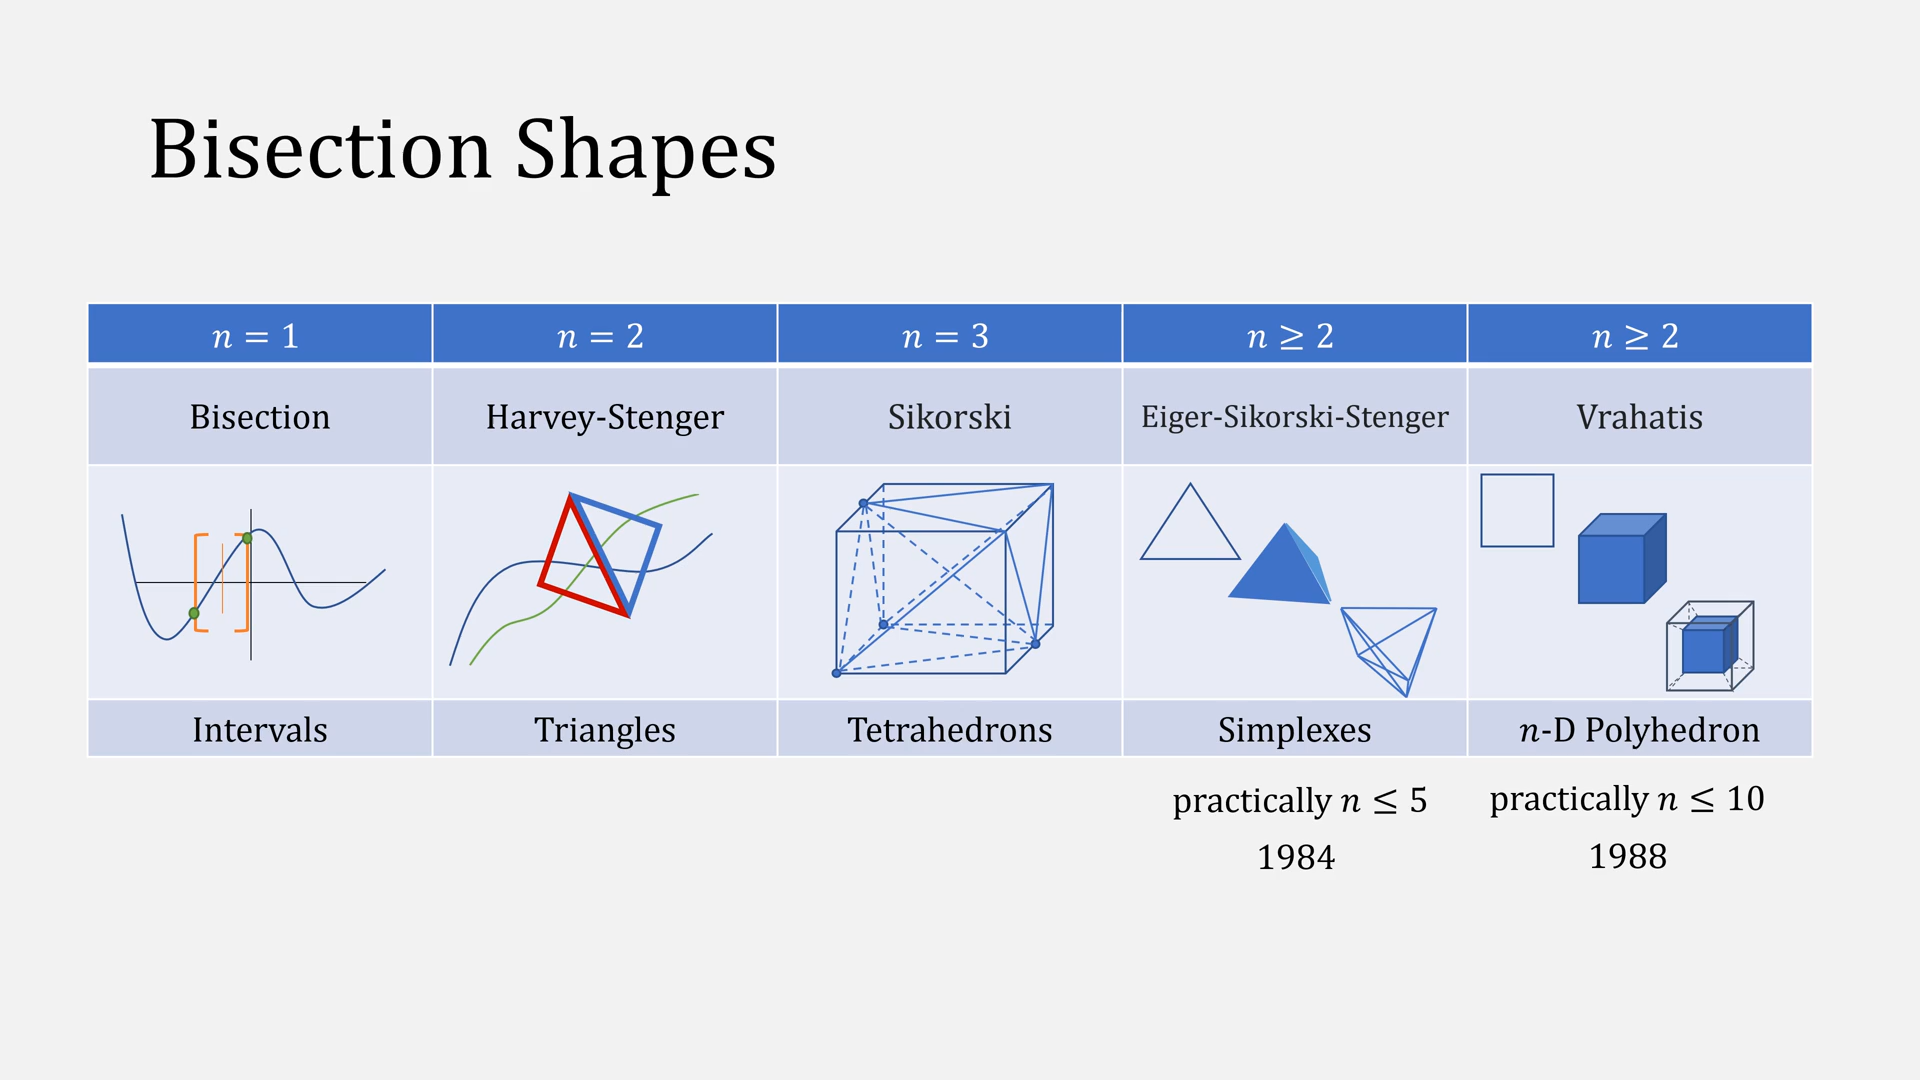 Bisection Shapes
n = 1
n = 2
n = 3
n ≥ 2
n ≥ 2
Bisection
Harvey-Stenger
Sikorski
Eiger-Sikorski-Stenger
Vrahatis
Intervals
Triangles
Tetrahedrons
Simplexes
n-D Polyhedron
practically n ≤ 5
practically n ≤ 10
1984
1988